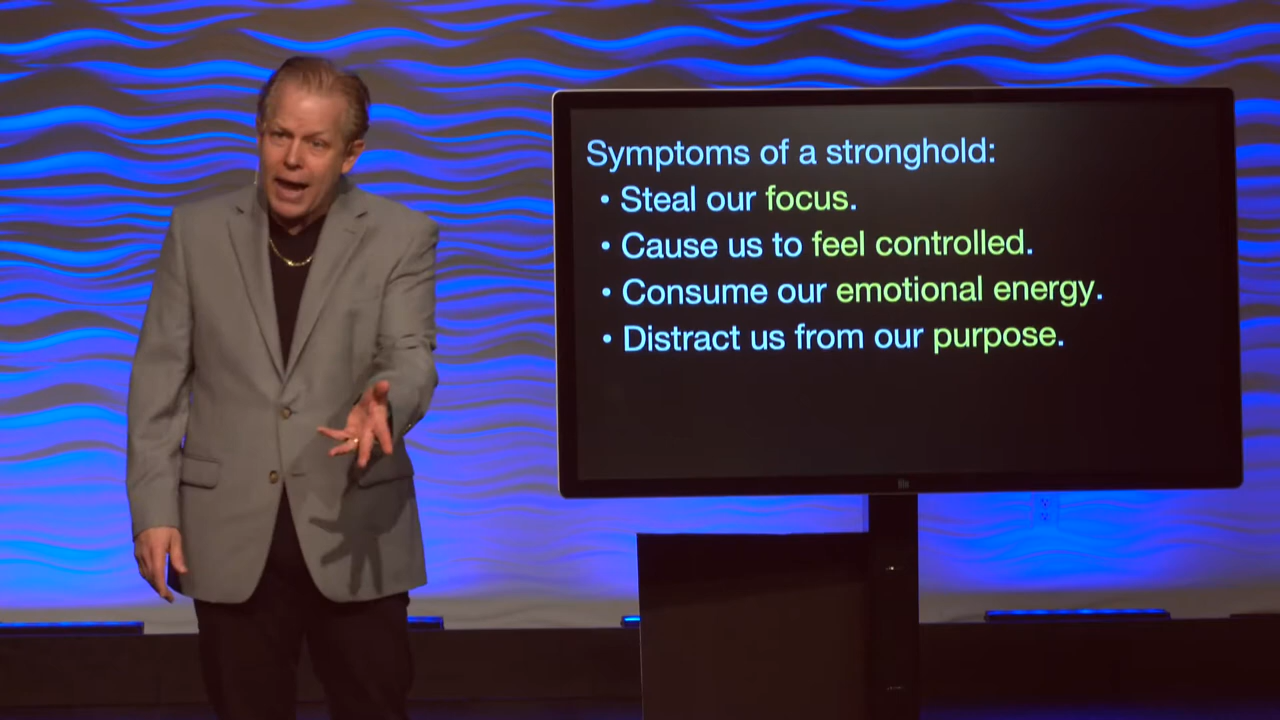 Symptoms of a stronghold:
• Steal our focus.
• Cause us to feel controlled.
• Consume our emotional energy.
• Distract us from our purpose.